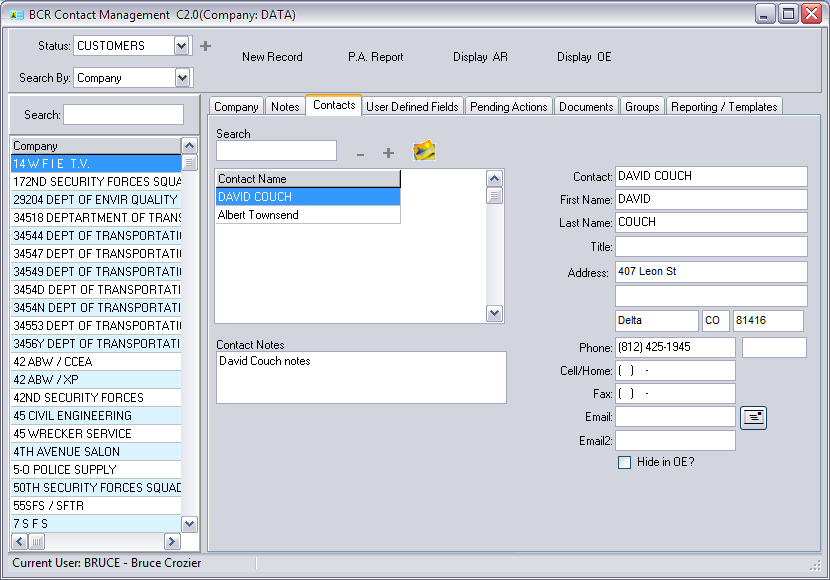 BCR Contact Management C2.0(Company: DATA)
Status: CUSTOMERS
New Record P.A. Report Display AR Display OE
Search By: Company
Search:
Company
14 W F I E T.V.
172ND SECURITY FORCES SQUA
29204 DEPT OF ENVIR QUALITY
34518 DEPTARTMENT OF TRANS
34544 DEPT OF TRANSPORTATI
34547 DEPT OF TRANSPORTATI
34549 DEPT OF TRANSPORTATI
3454D DEPT OF TRANSPORTATI
3454N DEPT OF TRANSPORTATI
34553 DEPT OF TRANSPORTATI
3456Y DEPT OF TRANSPORTATI
42 ABW / CCEA
42 ABW / XP
42ND SECURITY FORCES
45 CIVIL ENGINEERING
45 WRECKER SERVICE
4TH AVENUE SALON
5-O POLICE SUPPLY
50TH SECURITY FORCES SQUAD
55SFS / SFTR
7 S F S
Company Notes Contacts User Defined Fields Pending Actions Documents Groups Reporting / Templates
Search
Contact Name
DAVID COUCH
Albert Townsend
Contact Notes
David Couch notes
Contact: DAVID COUCH
First Name: DAVID
Last Name: COUCH
Title:
Address: 407 Leon St
Delta CO 81416
Phone: (812) 425-1945
Cell/Home: ( ) -
Fax: ( ) -
Email:
Email2:
Hide in OE?
Current User: BRUCE - Bruce Crozier